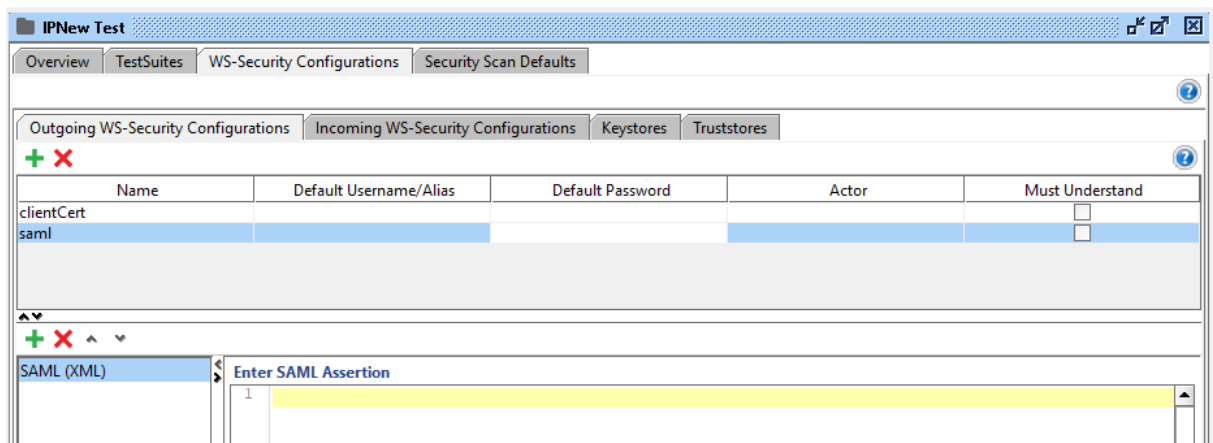 IPNew Test
Overview TestSuites WS-Security Configurations Security Scan Defaults
Outgoing WS-Security Configurations Incoming WS-Security Configurations Keystores Truststores
Name Default Username/Alias Default Password Actor Must Understand
clientCert
saml
SAML (XML) Enter SAML Assertion
1